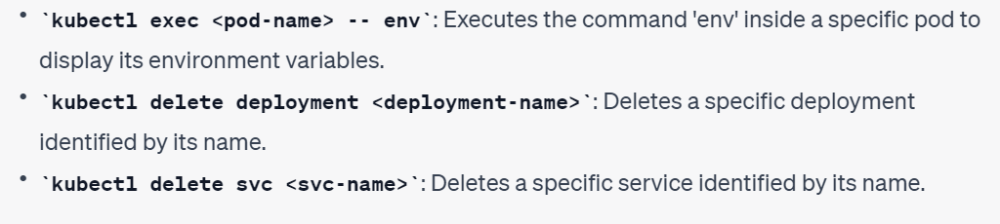 • `kubectl exec <pod-name> -- env`: Executes the command 'env' inside a specific pod to
display its environment variables.
• `kubectl delete deployment <deployment-name>`: Deletes a specific deployment
identified by its name.
• `kubectl delete svc <svc-name>`: Deletes a specific service identified by its name.